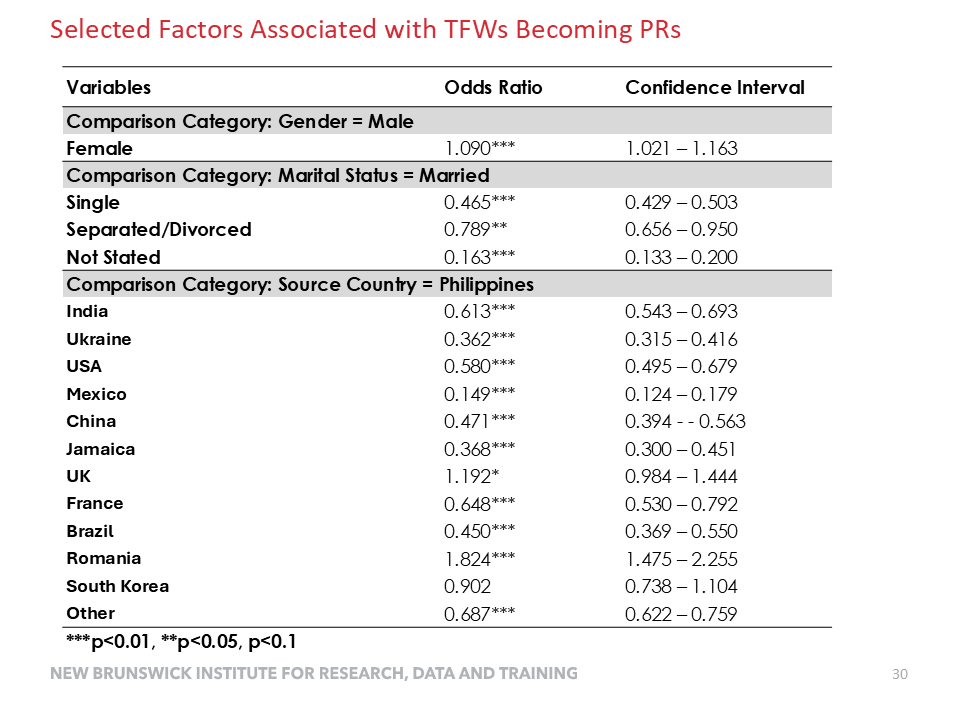 Selected Factors Associated with TFWs Becoming PRs
Variables Odds Ratio Confidence Interval
Comparison Category: Gender = Male
Female 1.090*** 1.021 – 1.163
Comparison Category: Marital Status = Married
Single 0.465*** 0.429 – 0.503
Separated/Divorced 0.789** 0.656 – 0.950
Not Stated 0.163*** 0.133 – 0.200
Comparison Category: Source Country = Philippines
India 0.613*** 0.543 – 0.693
Ukraine 0.362*** 0.315 – 0.416
USA 0.580*** 0.495 – 0.679
Mexico 0.149*** 0.124 – 0.179
China 0.471*** 0.394 - - 0.563
Jamaica 0.368*** 0.300 – 0.451
UK 1.192* 0.984 – 1.444
France 0.648*** 0.530 – 0.792
Brazil 0.450*** 0.369 – 0.550
Romania 1.824*** 1.475 – 2.255
South Korea 0.902 0.738 – 1.104
Other 0.687*** 0.622 – 0.759
***p<0.01, **p<0.05, p<0.1
NEW BRUNSWICK INSTITUTE FOR RESEARCH, DATA AND TRAINING 30